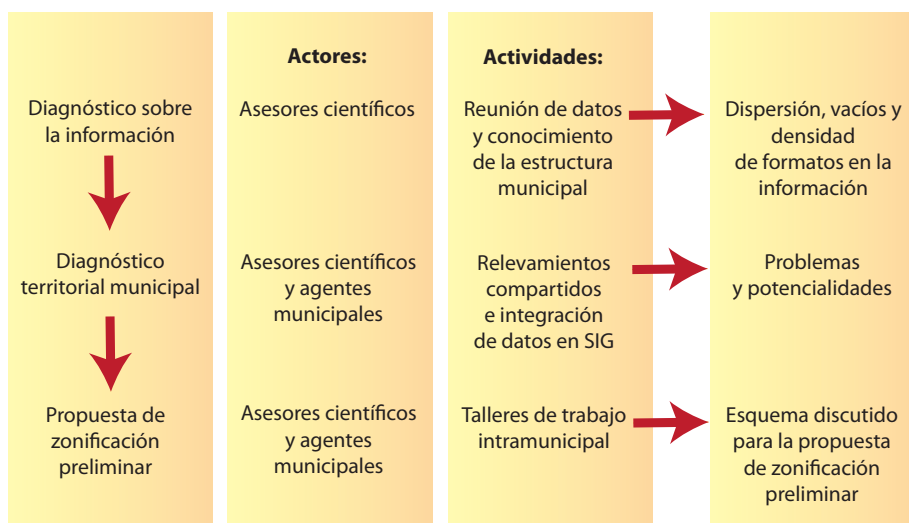 Actores:
Actividades:
Diagnóstico sobre
la información
Asesores científicos
Reunión de datos
y conocimiento
de la estructura
municipal
Dispersión, vacíos y
densidad
de formatos en la
información
Diagnóstico
territorial municipal
Asesores científicos
y agentes
municipales
Relevamientos
compartidos
e integración
de datos en SIG
Problemas
y potencialidades
Propuesta de
zonificación
preliminar
Asesores científicos
y agentes
municipales
Talleres de trabajo
intramunicipal
Esquema discutido
para la propuesta
de zonificación
preliminar